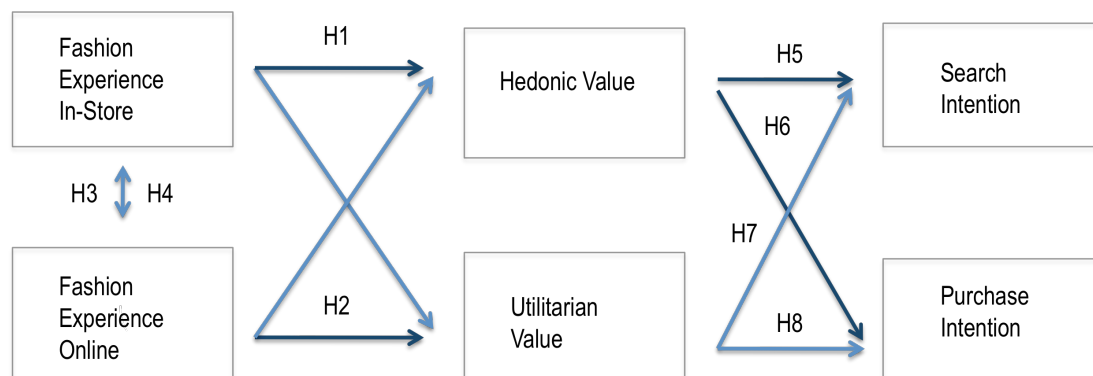 Fashion
Experience
In-Store
H1
Hedonic Value
H5
Search
Intention
H6
H3
H4
H7
Fashion
Experience
Online
H2
Utilitarian
Value
H8
Purchase
Intention